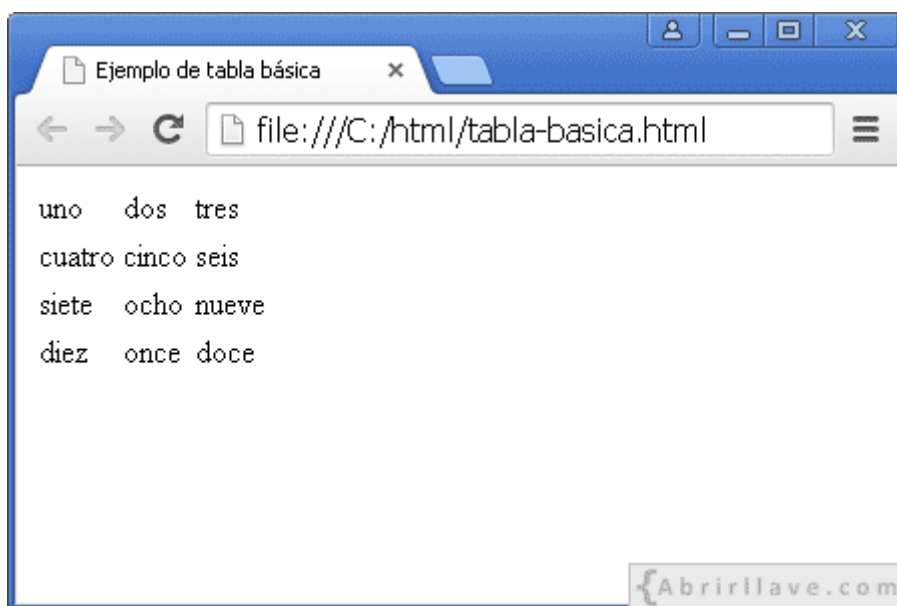 Ejemplo de tabla básica
file:///C:/html/tabla-basica.html
uno dos tres
cuatro cinco seis
siete ocho nueve
diez once doce
{Abrirllave.com